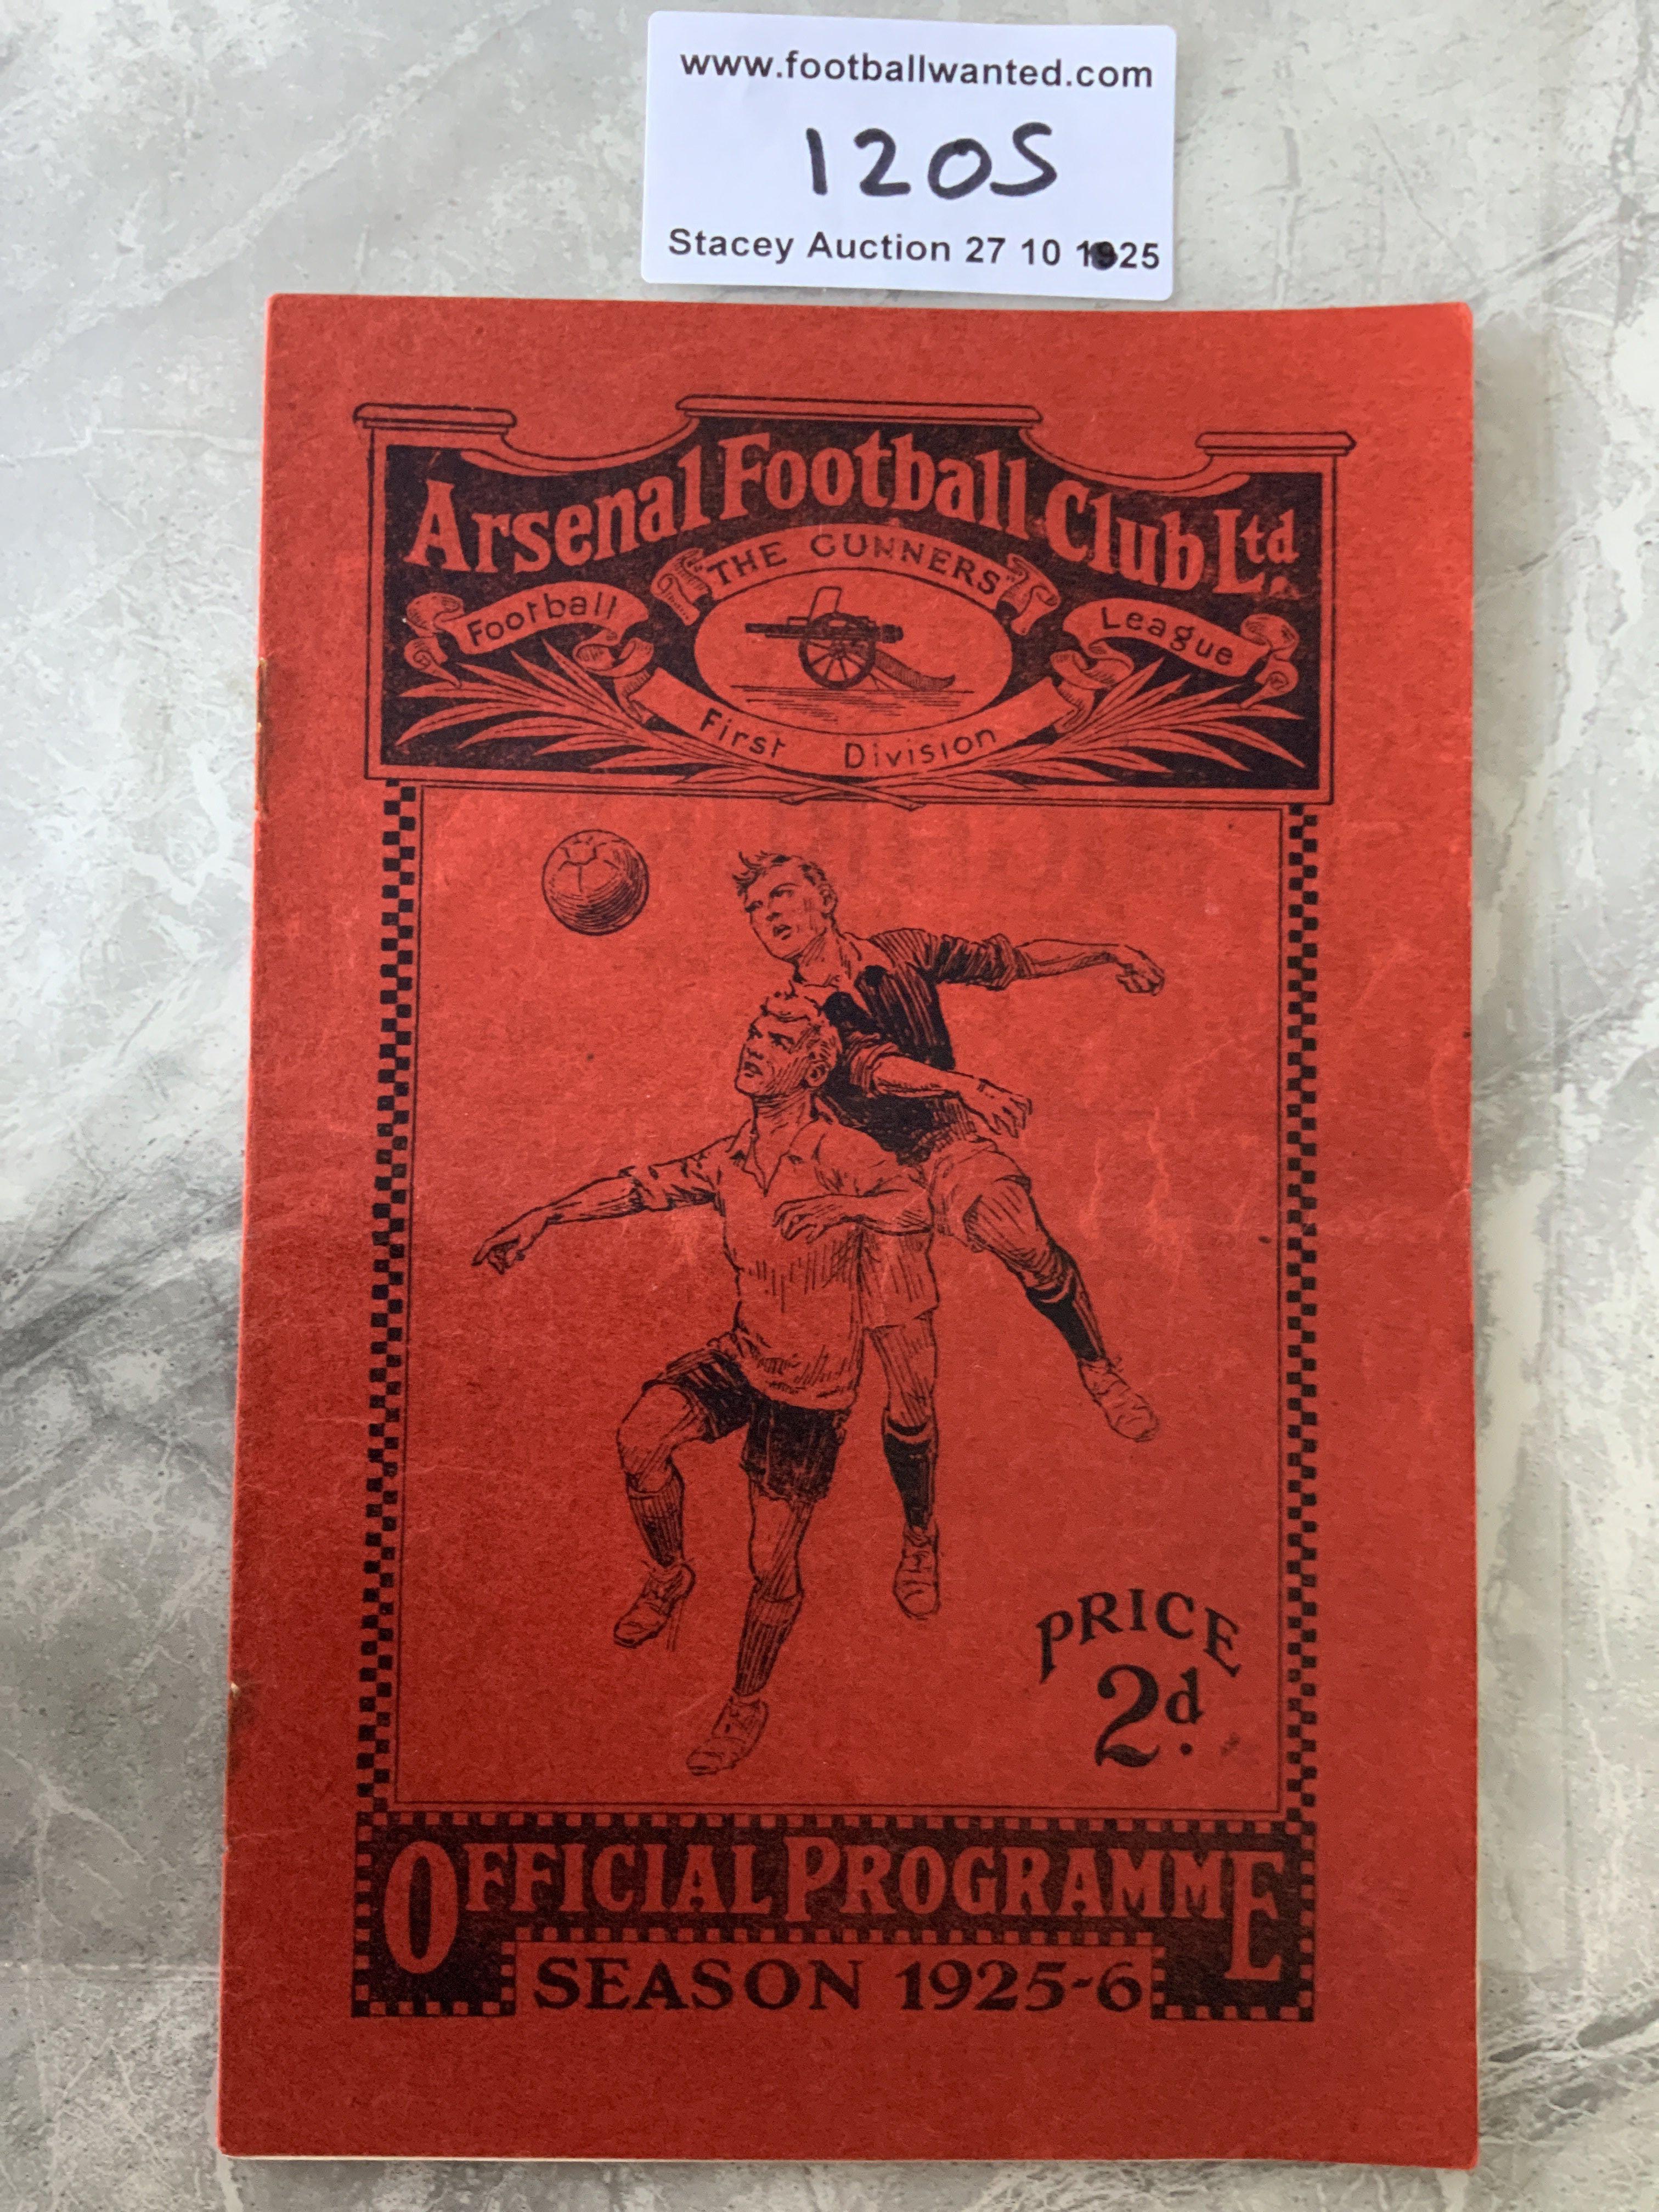 www.footballwanted.com
1205
Stacey Auction 27 10 1925
Arsenal Football Club Ltd
"THE GUNNERS"
Football League
First Division
PRICE
2d.
OFFICIAL PROGRAMME
SEASON 1925-6